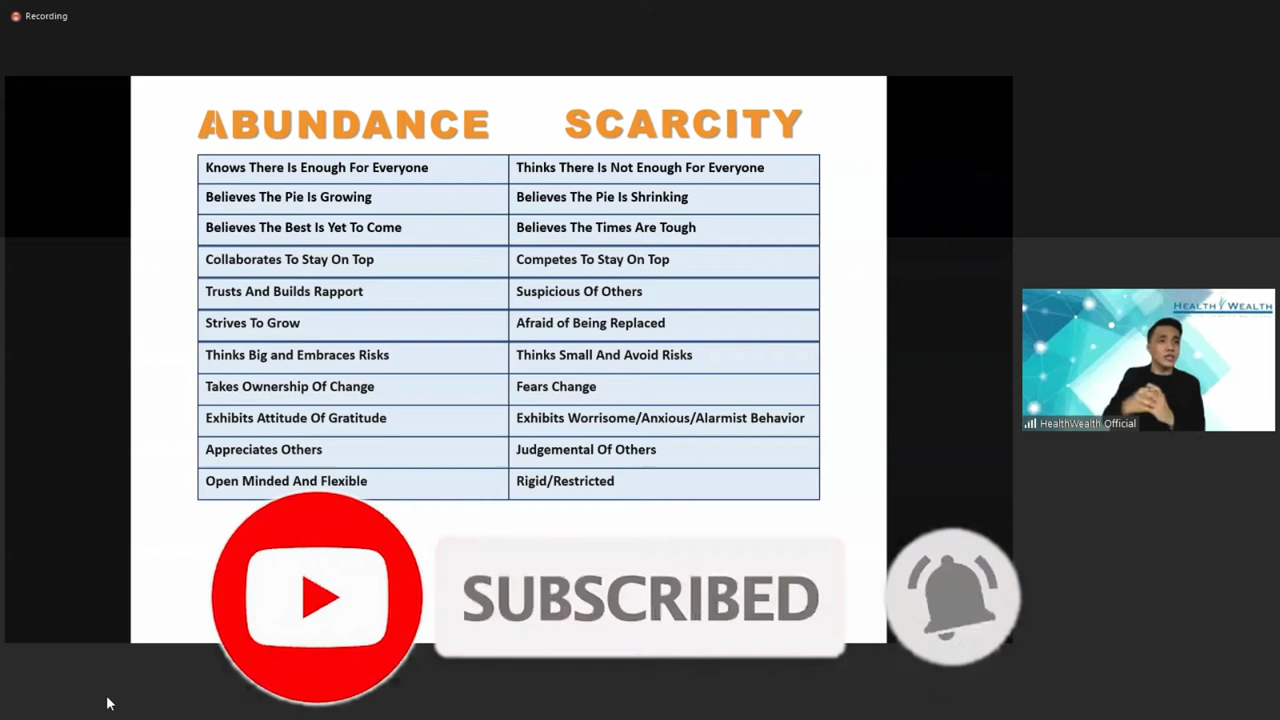 Recording
ABUNDANCE SCARCITY
Knows There Is Enough For Everyone Thinks There Is Not Enough For Everyone
Believes The Pie Is Growing Believes The Pie Is Shrinking
Believes The Best Is Yet To Come Believes The Times Are Tough
Collaborates To Stay On Top Competes To Stay On Top
Trusts And Builds Rapport Suspicious Of Others
Strives To Grow Afraid of Being Replaced
Thinks Big and Embraces Risks Thinks Small And Avoid Risks
Takes Ownership Of Change Fears Change
Exhibits Attitude Of Gratitude Exhibits Worrisome/Anxious/Alarmist Behavior
Appreciates Others Judgemental Of Others
Open Minded And Flexible Rigid/Restricted
HEALTH WEALTH
HealthWealth Official
SUBSCRIBED